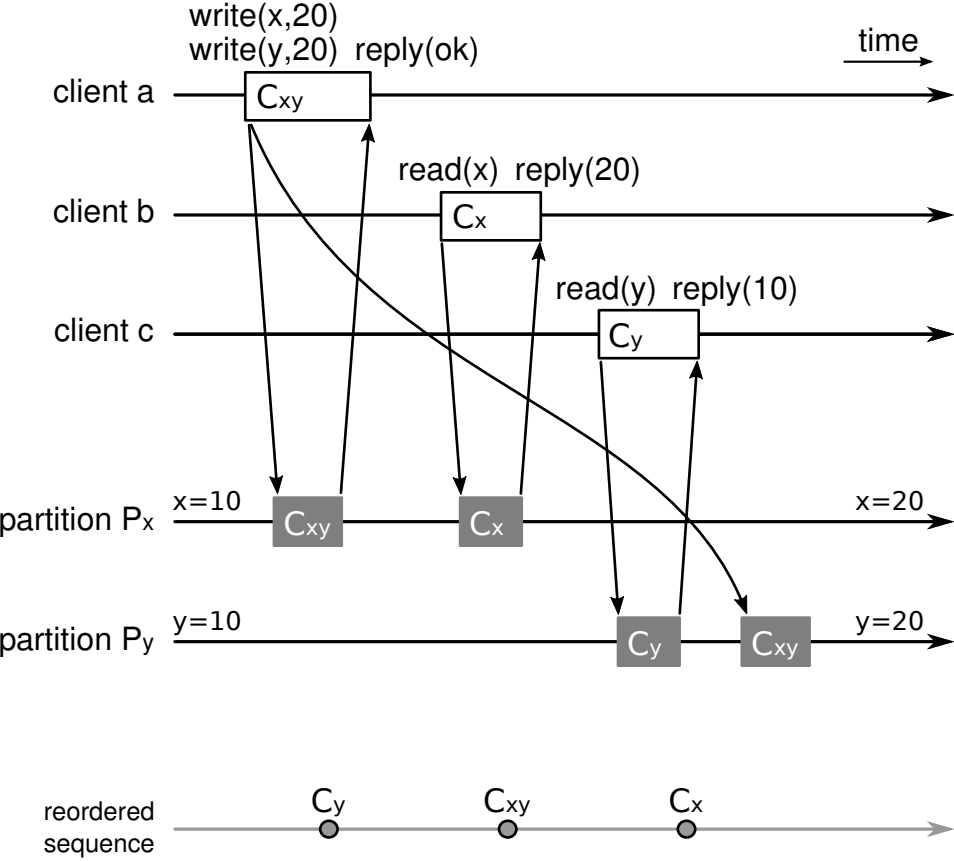 write(x,20)
write(y,20) reply(ok)
time
client a
Cxy
read(x) reply(20)
client b
Cx
read(y) reply(10)
client c
Cy
partition Px
x=10
Cxy
Cx
x=20
partition Py
y=10
Cy
Cxy
y=20
Cy
Cxy
Cx
reordered
sequence